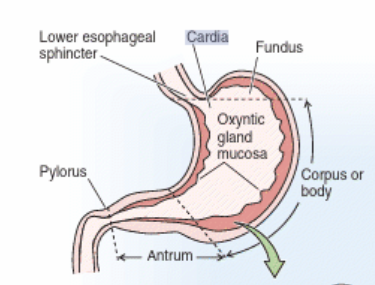 Lower esophageal
sphincter
Cardia
Fundus
Oxyntic
gland
mucosa
Pylorus
Corpus or
body
Antrum